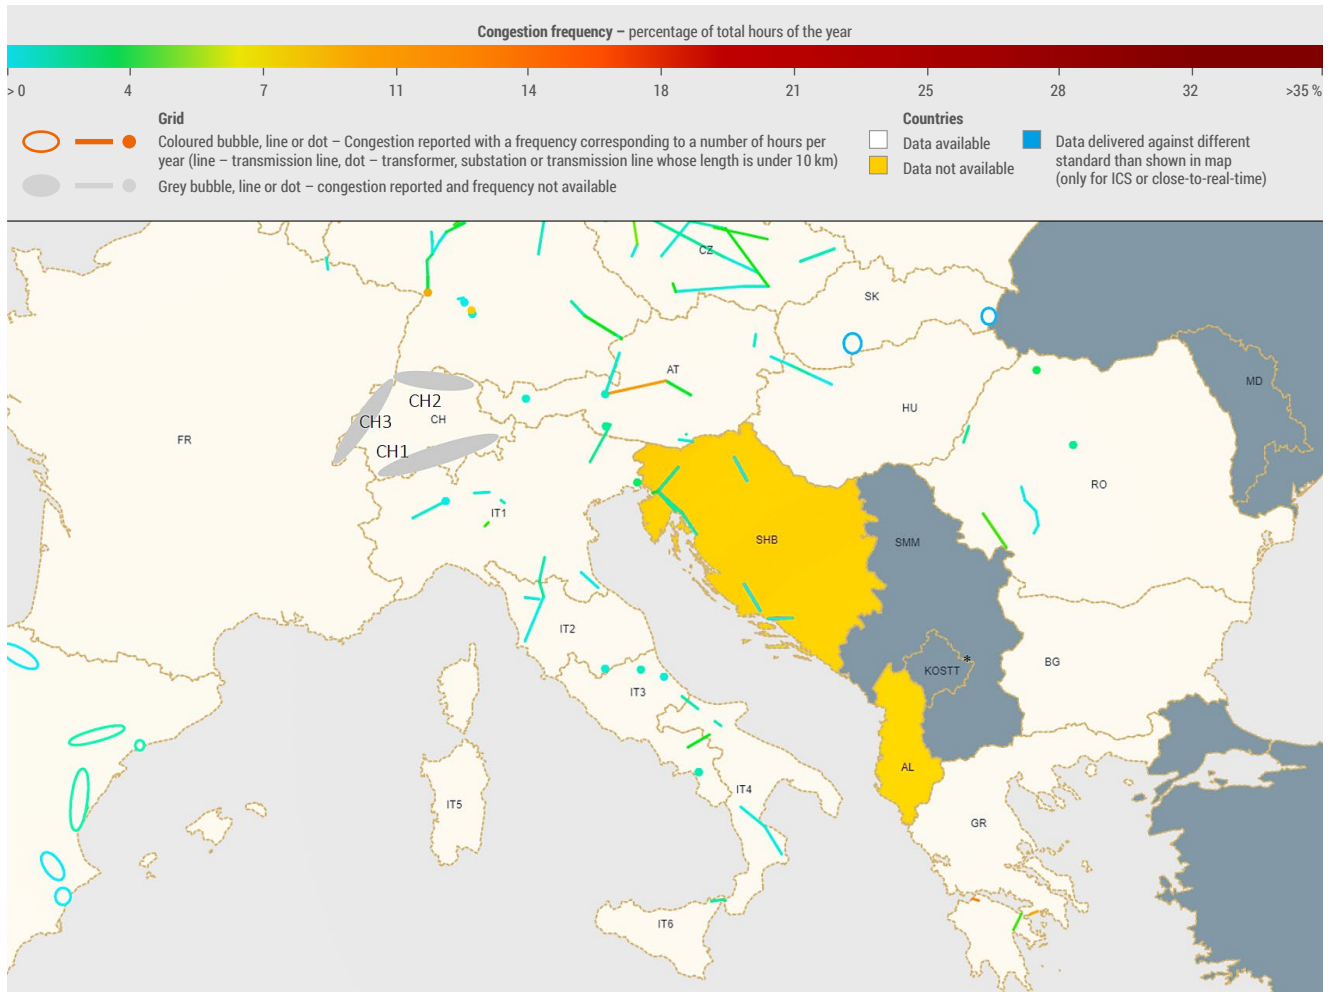 Congestion frequency – percentage of total hours of the year
> 0 4 7 11 14 18 21 25 28 32 >35 %
Grid
Coloured bubble, line or dot – Congestion reported with a frequency corresponding to a number of hours per
year (line – transmission line, dot – transformer, substation or transmission line whose length is under 10 km)
Grey bubble, line or dot – congestion reported and frequency not available
Countries
Data available
Data not available
Data delivered against different
standard than shown in map
(only for ICS or close-to-real-time)
CZ
SK
AT
MD
CH2
CH
CH3
CH1
HU
FR
RO
IT1
SHB
SMM
IT2
KOSTT *
BG
IT3
AL
IT4
IT5
GR
IT6